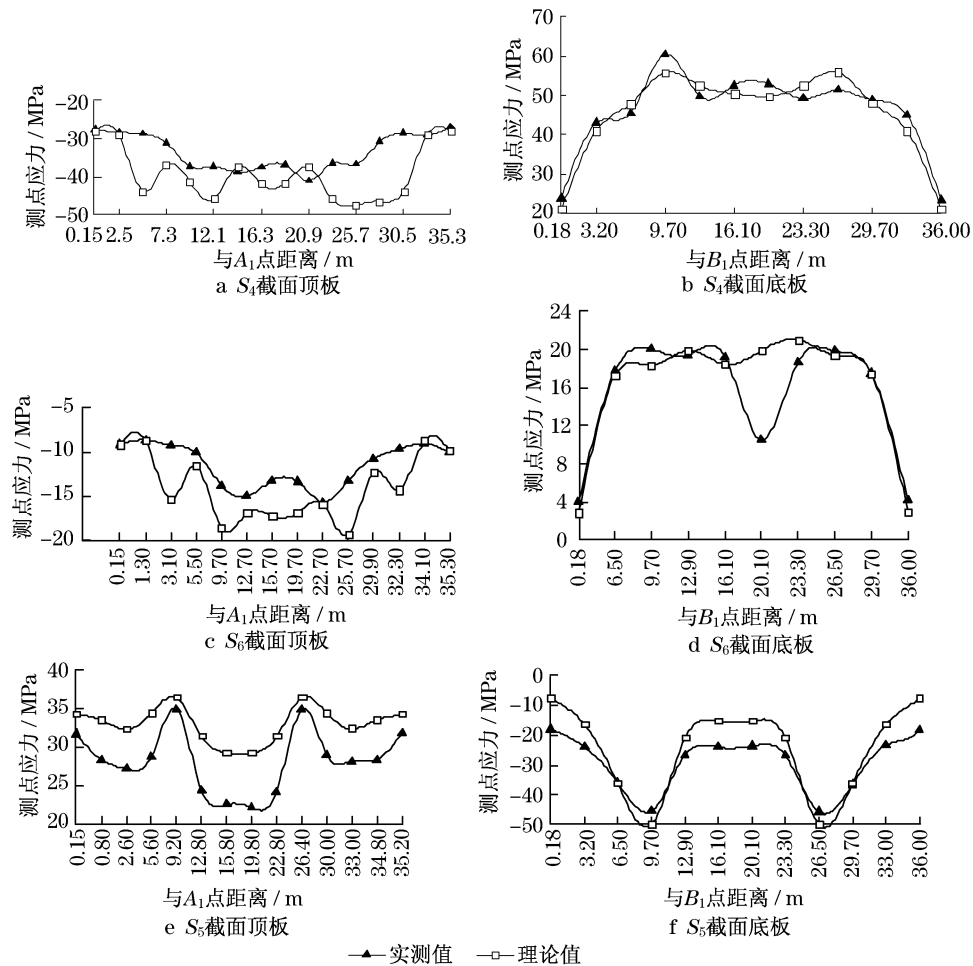 测点应力 / MPa
-20
-30
-40
-50
0.15 2.5 7.3 12.1 16.3 20.9 25.7 30.5 35.3
与A₁点距离 / m
a S₄截面顶板
测点应力 / MPa
70
60
50
40
30
20
0.18 3.20 9.70 16.10 23.30 29.70 36.00
与B₁点距离 / m
b S₄截面底板
测点应力 / MPa
-5
-10
-15
-20
0.15 1.30 3.10 5.50 9.70 12.70 15.70 19.70 22.70 25.70 29.90 32.30 34.10 35.30
与A₁点距离 / m
c S₆截面顶板
测点应力 / MPa
24
20
16
12
8
4
0
0.18 6.50 9.70 12.90 16.10 20.10 23.30 26.50 29.70 36.00
与B₁点距离 / m
d S₆截面底板
测点应力 / MPa
40
35
30
25
20
0.15 0.80 2.60 5.60 9.20 12.80 15.80 19.80 22.80 26.40 30.00 33.00 34.80 35.20
与A₁点距离 / m
e S₅截面顶板
测点应力 / MPa
0
-10
-20
-30
-40
-50
0.18 3.20 6.50 9.70 12.90 16.10 20.10 23.30 26.50 29.70 33.00 36.00
与B₁点距离 / m
f S₅截面底板
实测值 理论值